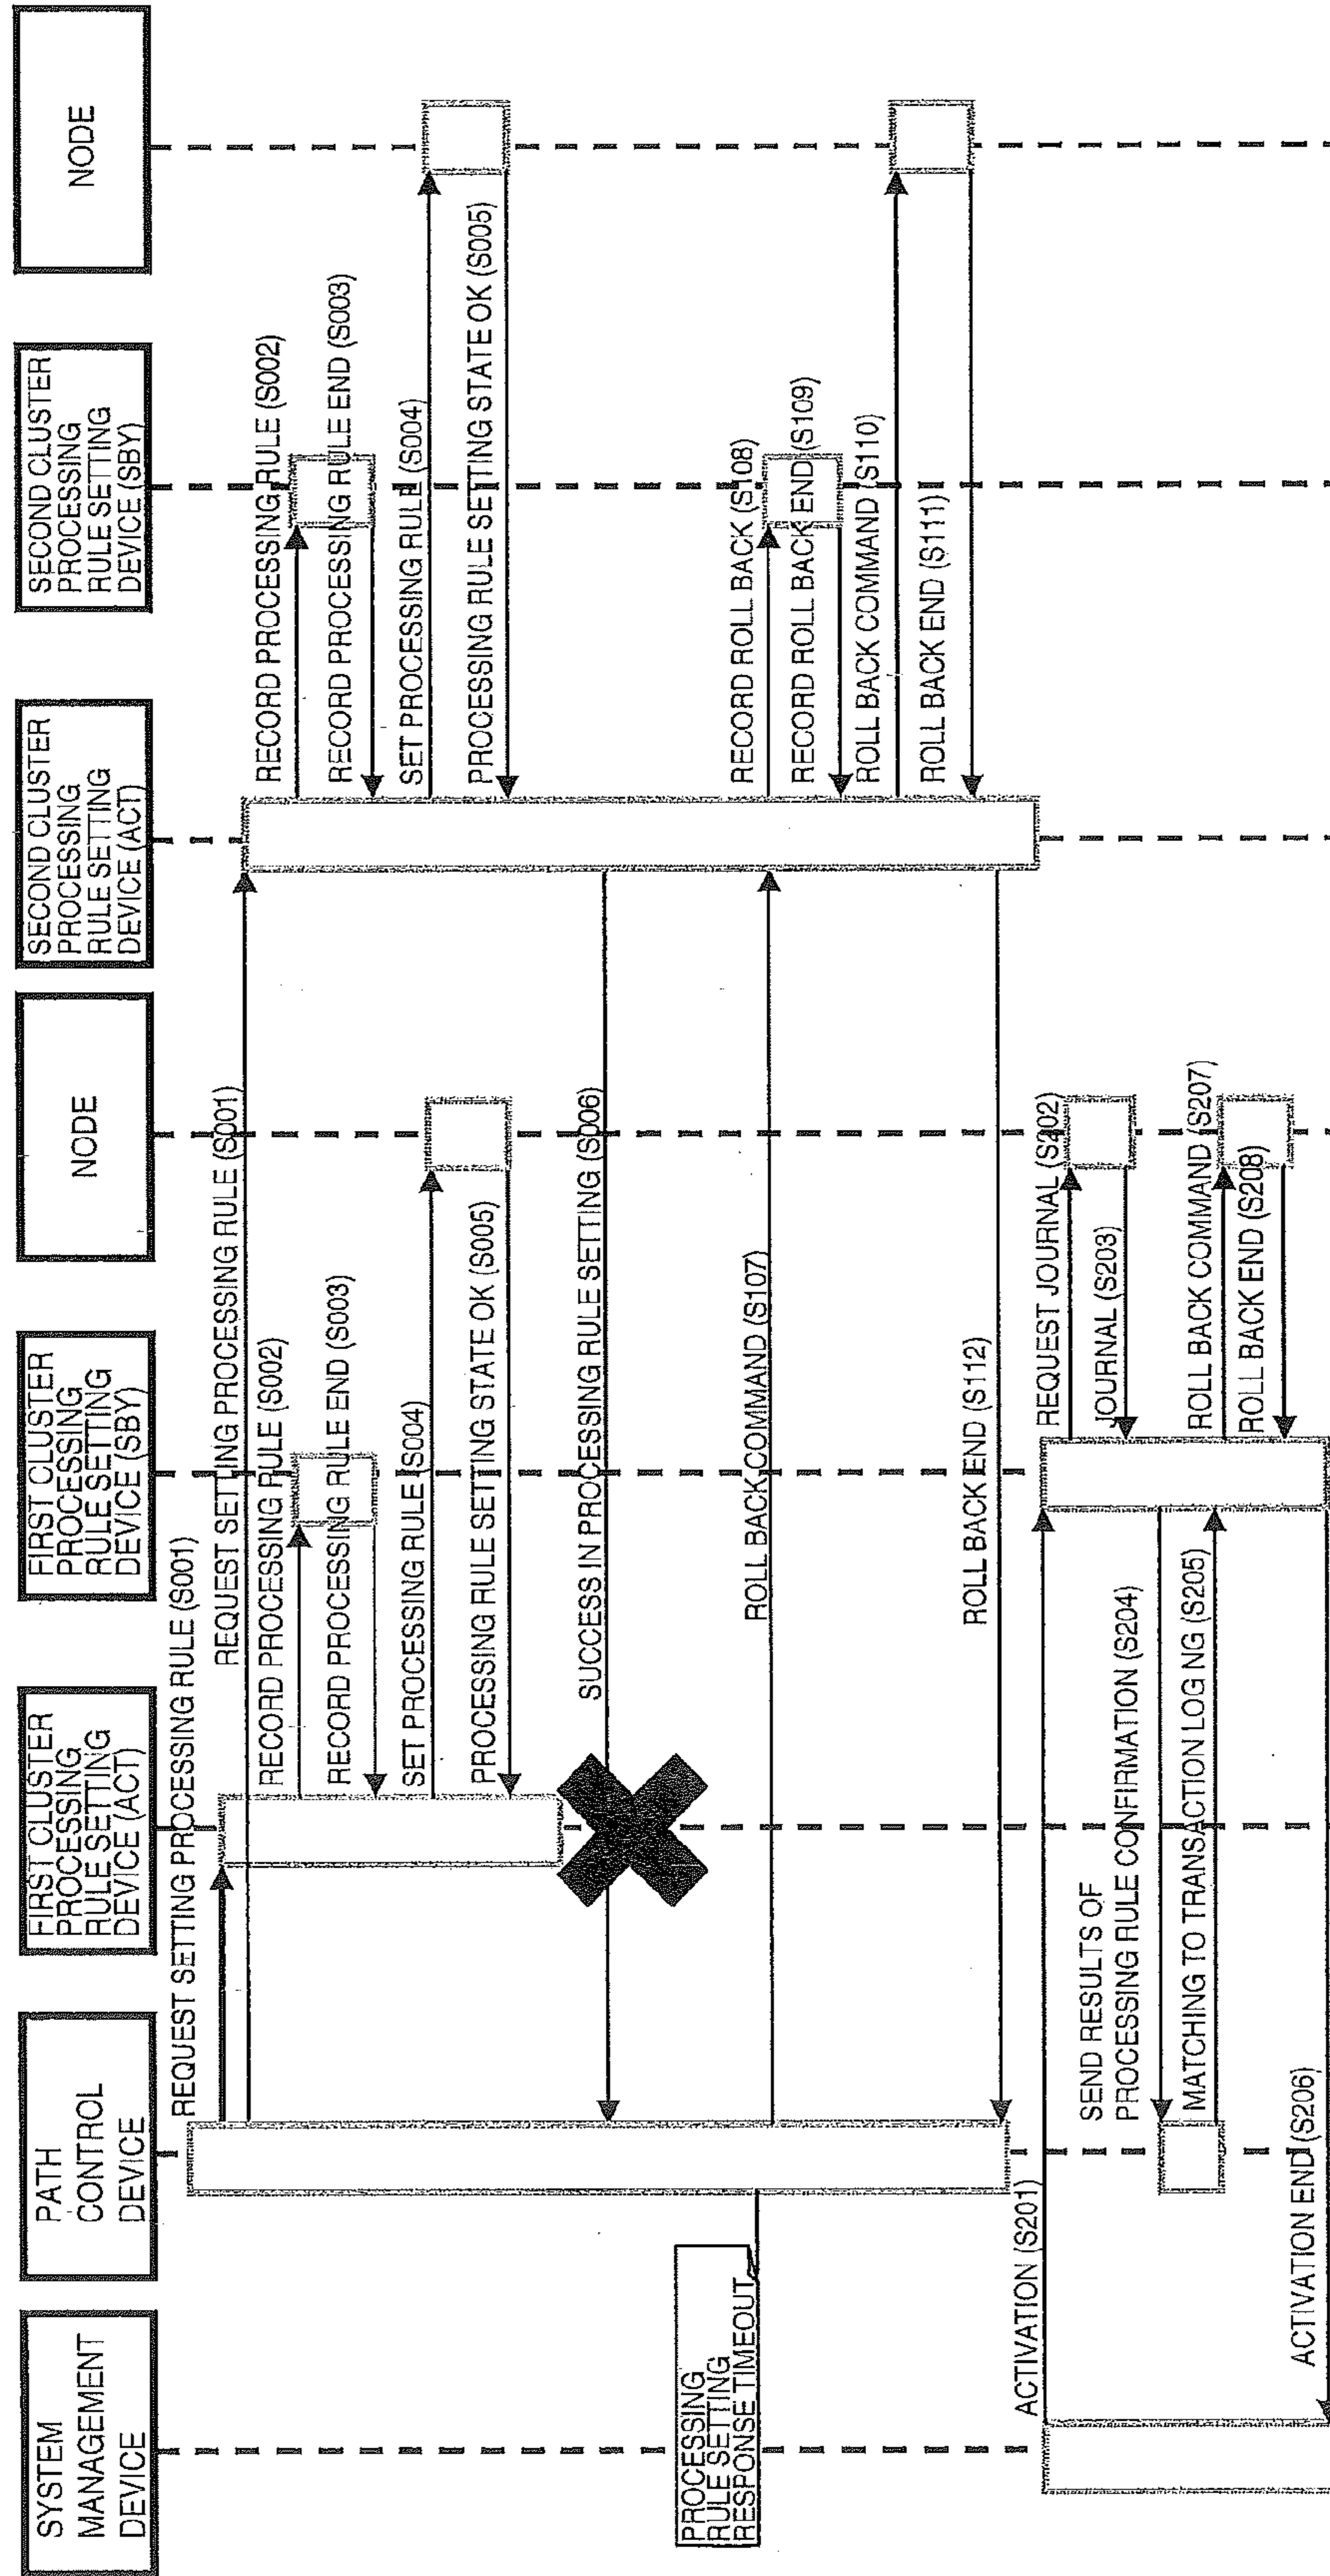 SYSTEM
MANAGEMENT
DEVICE
PATH
CONTROL
DEVICE
FIRST CLUSTER
PROCESSING
RULE SETTING
DEVICE (ACT)
FIRST CLUSTER
PROCESSING
RULE SETTING
DEVICE (SBY)
NODE
SECOND CLUSTER
PROCESSING
RULE SETTING
DEVICE (ACT)
SECOND CLUSTER
PROCESSING
RULE SETTING
DEVICE (SBY)
NODE
REQUEST SETTING PROCESSING RULE (S001)
REQUEST SETTING PROCESSING RULE (S001)
RECORD PROCESSING RULE (S002)
RECORD PROCESSING RULE END (S003)
SET PROCESSING RULE (S004)
PROCESSING RULE SETTING STATE OK (S005)
RECORD PROCESSING RULE (S002)
RECORD PROCESSING RULE END (S003)
SET PROCESSING RULE (S004)
PROCESSING RULE SETTING STATE OK (S005)
SUCCESS IN PROCESSING RULE SETTING (S006)
PROCESSING
RULE SETTING
RESPONSE TIMEOUT
ROLL BACK COMMAND (S107)
RECORD ROLL BACK (S108)
RECORD ROLL BACK END (S109)
ROLL BACK COMMAND (S110)
ROLL BACK END (S111)
ROLL BACK END (S112)
ACTIVATION (S201)
REQUEST JOURNAL (S202)
JOURNAL (S203)
SEND RESULTS OF
PROCESSING RULE CONFIRMATION (S204)
MATCHING TO TRANSACTION LOG NG (S205)
ROLL BACK COMMAND (S207)
ROLL BACK END (S208)
ACTIVATION END (S206)